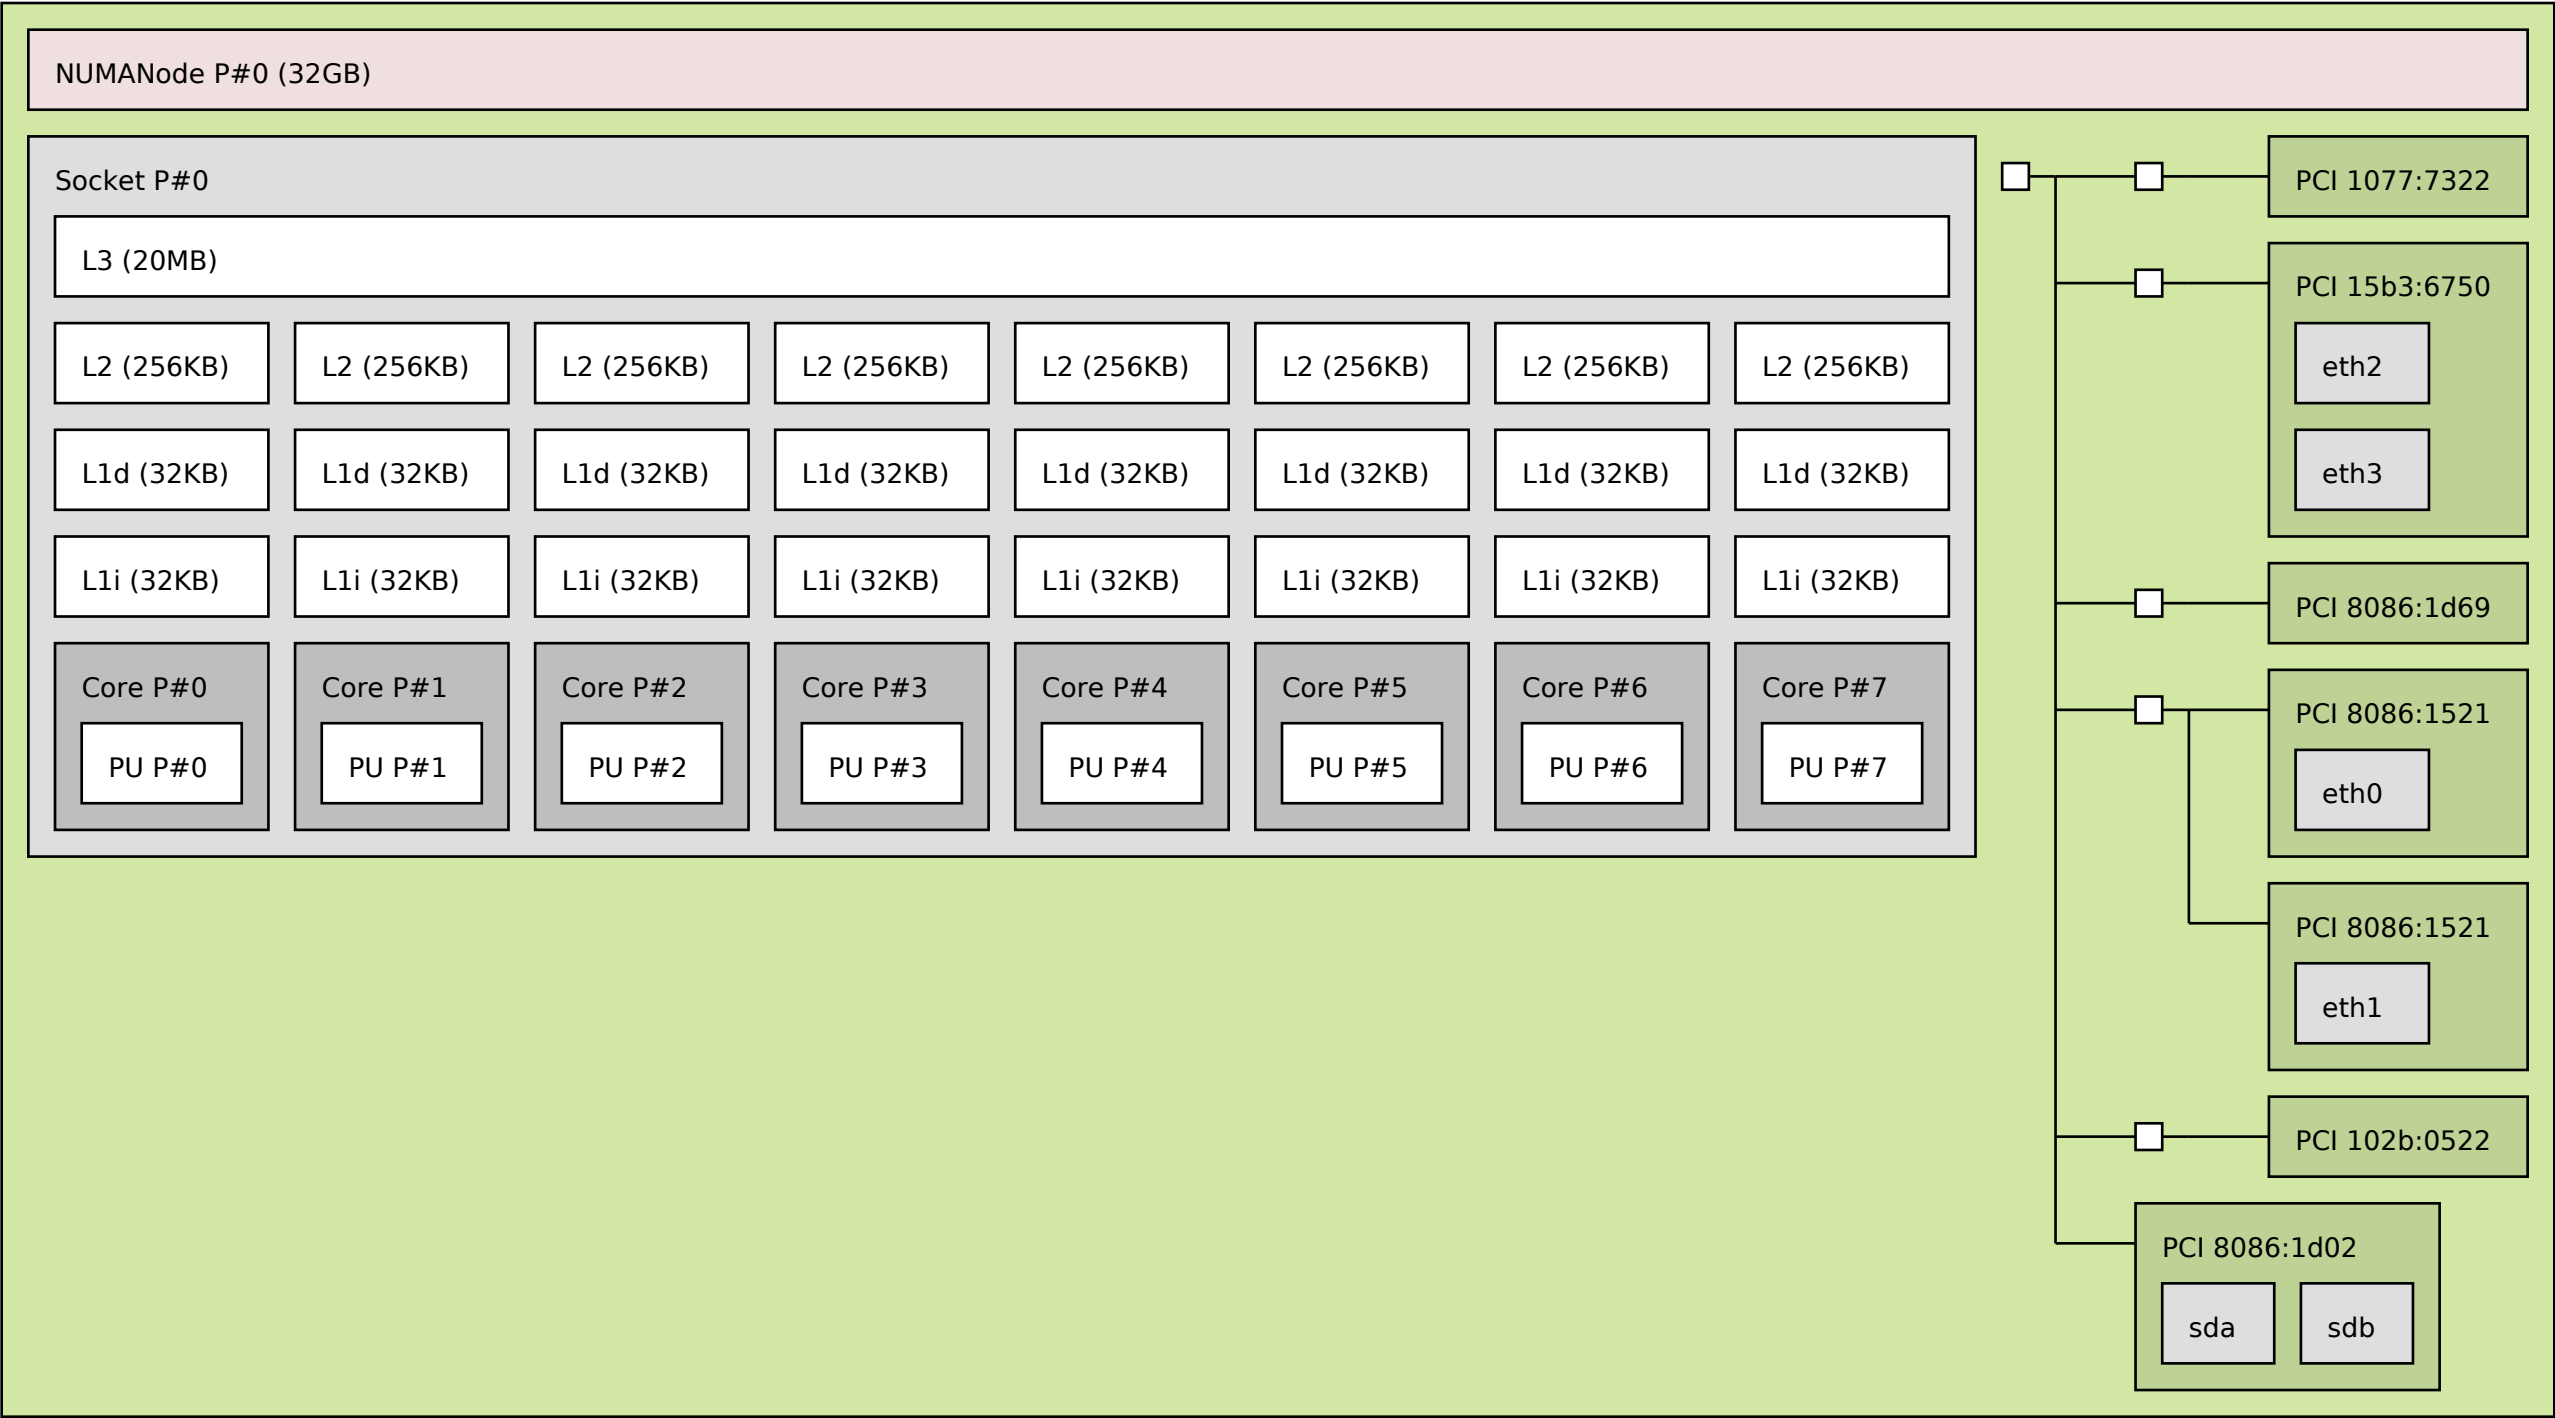 NUMANode P#0 (32GB)
Socket P#0
L3 (20MB)
L2 (256KB) L2 (256KB) L2 (256KB) L2 (256KB) L2 (256KB) L2 (256KB) L2 (256KB) L2 (256KB)
L1d (32KB) L1d (32KB) L1d (32KB) L1d (32KB) L1d (32KB) L1d (32KB) L1d (32KB) L1d (32KB)
L1i (32KB) L1i (32KB) L1i (32KB) L1i (32KB) L1i (32KB) L1i (32KB) L1i (32KB) L1i (32KB)
Core P#0 Core P#1 Core P#2 Core P#3 Core P#4 Core P#5 Core P#6 Core P#7
PU P#0 PU P#1 PU P#2 PU P#3 PU P#4 PU P#5 PU P#6 PU P#7
PCI 1077:7322
PCI 15b3:6750
eth2
eth3
PCI 8086:1d69
PCI 8086:1521
eth0
PCI 8086:1521
eth1
PCI 102b:0522
PCI 8086:1d02
sda sdb